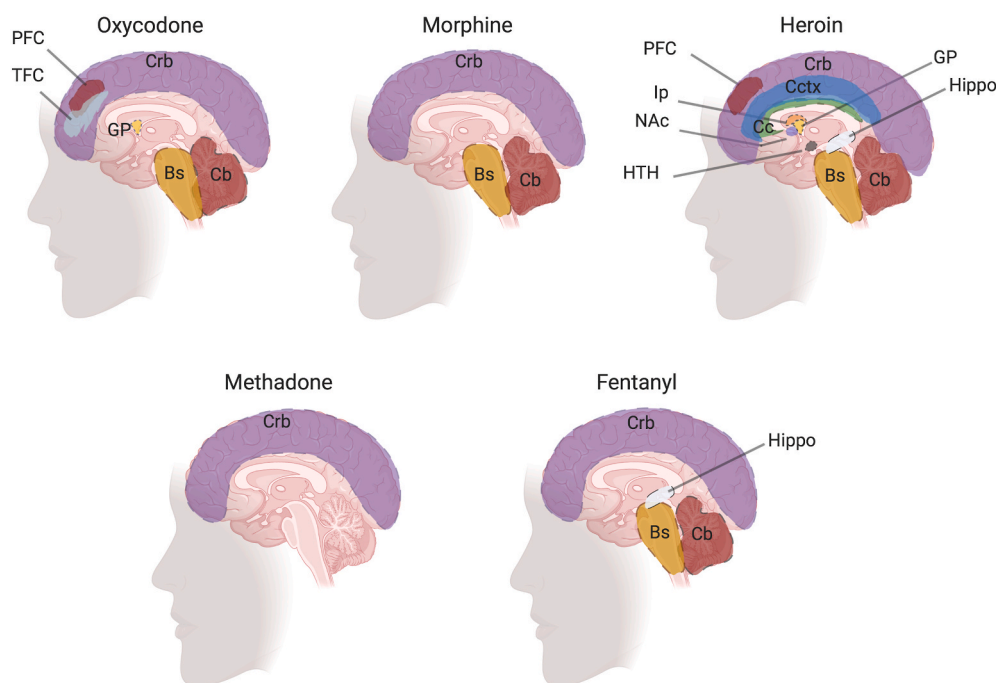 Oxycodone
PFC
TFC
Crb
GP
Bs
Cb
Morphine
Crb
Bs
Cb
Heroin
PFC
Crb
GP
Cctx
Hippo
Ip
NAc
Cc
HTH
Bs
Cb
Methadone
Crb
Fentanyl
Crb
Hippo
Bs
Cb